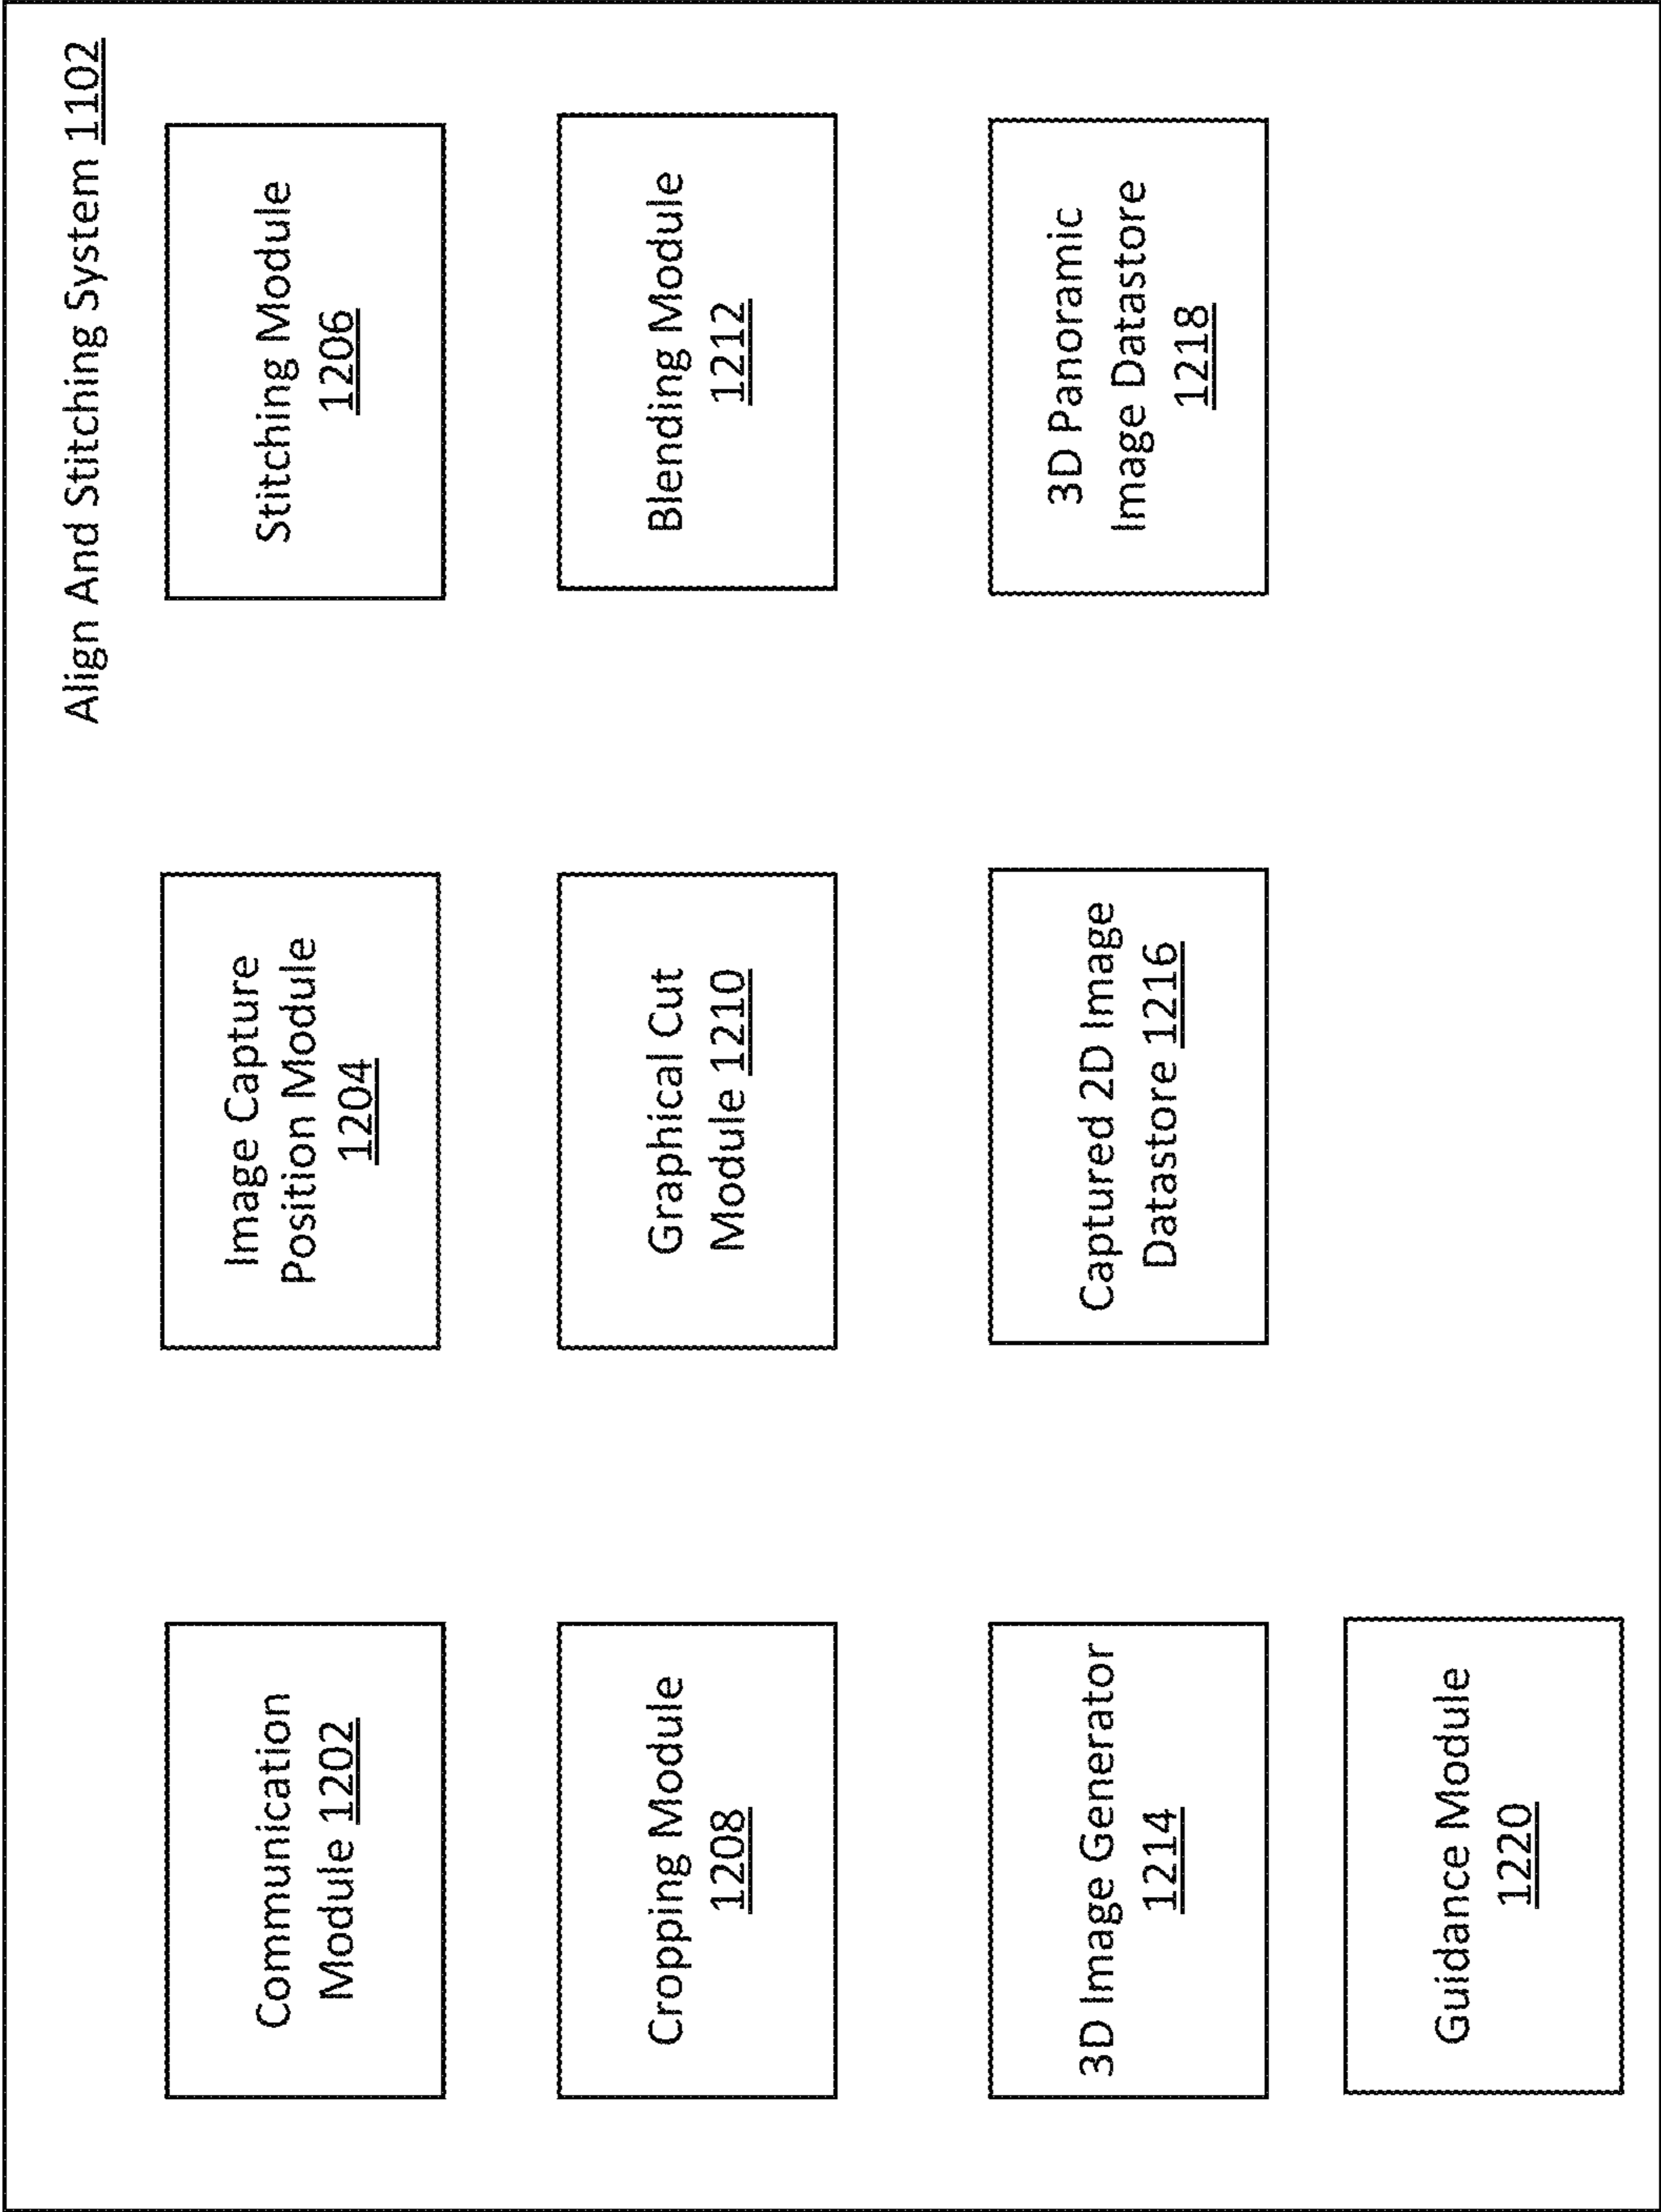 Align And Stitching System 1102
Communication
Module 1202
Image Capture
Position Module
1204
Stitching Module
1206
Cropping Module
1208
Graphical Cut
Module 1210
Blending Module
1212
3D Image Generator
1214
Captured 2D Image
Datastore 1216
3D Panoramic
Image Datastore
1218
Guidance Module
1220